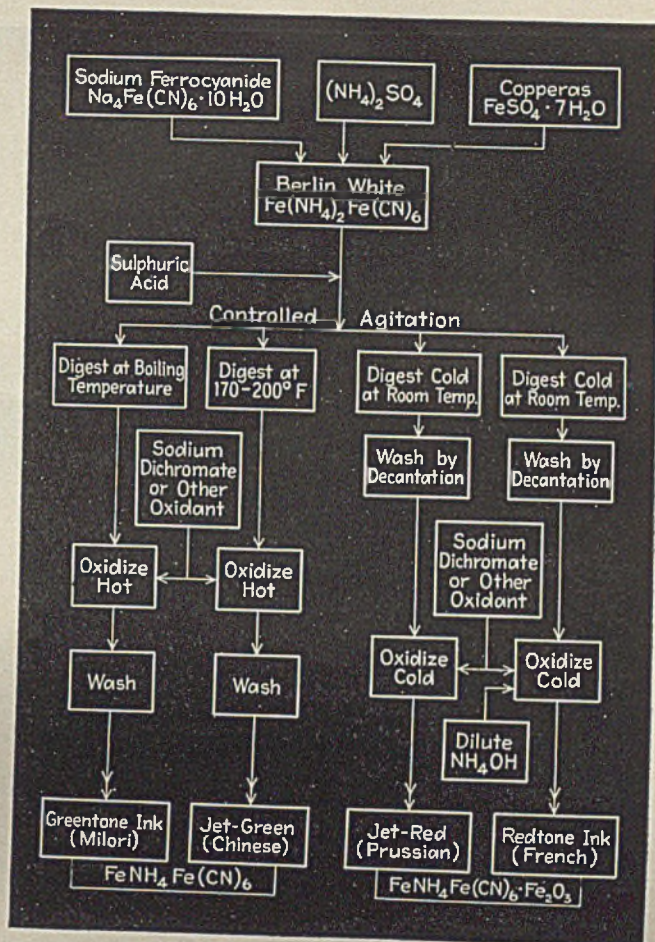 Sodium Ferrocyanide
Na₄Fe(CN)₆·10H₂O
(NH₄)₂SO₄
Copperas
FeSO₄·7H₂O
Berlin White
Fe(NH₄)₂Fe(CN)₆
Sulphuric
Acid
Controlled Agitation
Digest at Boiling
Temperature
Digest at
170-200° F
Digest Cold
at Room Temp.
Digest Cold
at Room Temp.
Sodium
Dichromate
or Other
Oxidant
Wash by
Decantation
Wash by
Decantation
Oxidize
Hot
Oxidize
Hot
Sodium
Dichromate
or Other
Oxidant
Wash
Wash
Oxidize
Cold
Oxidize
Cold
Dilute
NH₄OH
Greentone Ink
(Milori)
Jet-Green
(Chinese)
Jet-Red
(Prussian)
Redtone Ink
(French)
FeNH₄Fe(CN)₆
FeNH₄Fe(CN)₆·Fe₂O₃